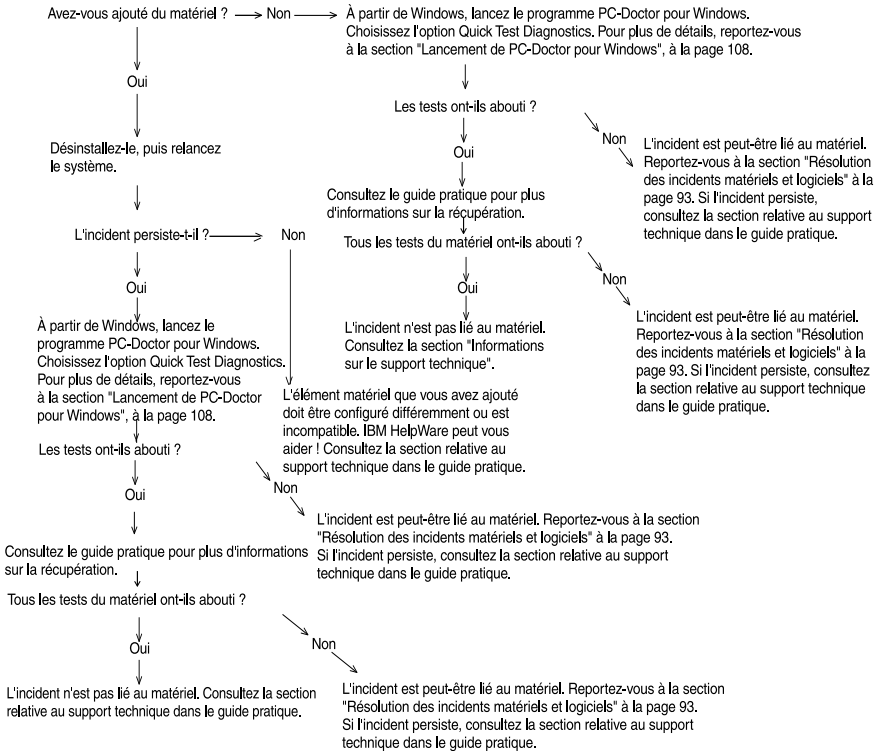 Avez-vous ajouté du matériel ?
Non
À partir de Windows, lancez le programme PC-Doctor pour Windows.
Choisissez l'option Quick Test Diagnostics. Pour plus de détails, reportez-vous
à la section "Lancement de PC-Doctor pour Windows", à la page 108.
Oui
Les tests ont-ils abouti ?
Non
L'incident est peut-être lié au matériel.
Reportez-vous à la section "Résolution
des incidents matériels et logiciels" à la
page 93. Si l'incident persiste,
consultez la section relative au support
technique dans le guide pratique.
Oui
Désinstallez-le, puis relancez
le système.
Consultez le guide pratique pour plus
d'informations sur la récupération.
L'incident persiste-t-il ?
Non
Tous les tests du matériel ont-ils abouti ?
Non
Oui
Oui
L'incident est peut-être lié au matériel.
Reportez-vous à la section "Résolution
des incidents matériels et logiciels" à la
page 93. Si l'incident persiste, consultez
la section relative au support technique
dans le guide pratique.
L'incident n'est pas lié au matériel.
Consultez la section "Informations
sur le support technique".
À partir de Windows, lancez le
programme PC-Doctor pour Windows.
Choisissez l'option Quick Test Diagnostics.
Pour plus de détails, reportez-vous
à la section "Lancement de PC-Doctor
pour Windows", à la page 108.
L'élément matériel que vous avez ajouté
doit être configuré différemment ou est
incompatible. IBM HelpWare peut vous
aider ! Consultez la section relative au
support technique dans le guide pratique.
Les tests ont-ils abouti ?
Non
Oui
L'incident est peut-être lié au matériel. Reportez-vous à la section
"Résolution des incidents matériels et logiciels" à la page 93.
Si l'incident persiste, consultez la section relative au support
technique dans le guide pratique.
Consultez le guide pratique pour plus d'informations
sur la récupération.
Tous les tests du matériel ont-ils abouti ?
Non
Oui
L'incident n'est pas lié au matériel. Consultez la section
relative au support technique dans le guide pratique.
L'incident est peut-être lié au matériel. Reportez-vous à la section
"Résolution des incidents matériels et logiciels" à la page 93.
Si l'incident persiste, consultez la section relative au support
technique dans le guide pratique.